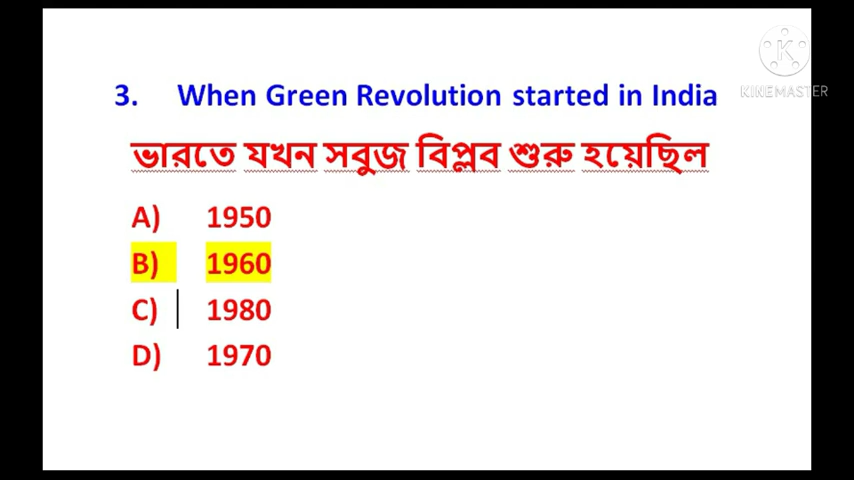 3. When Green Revolution started in India
ভারতে যখন সবুজ বিপ্লব শুরু হয়েছিল
A) 1950
B) 1960
C) 1980
D) 1970
K
KINEMASTER